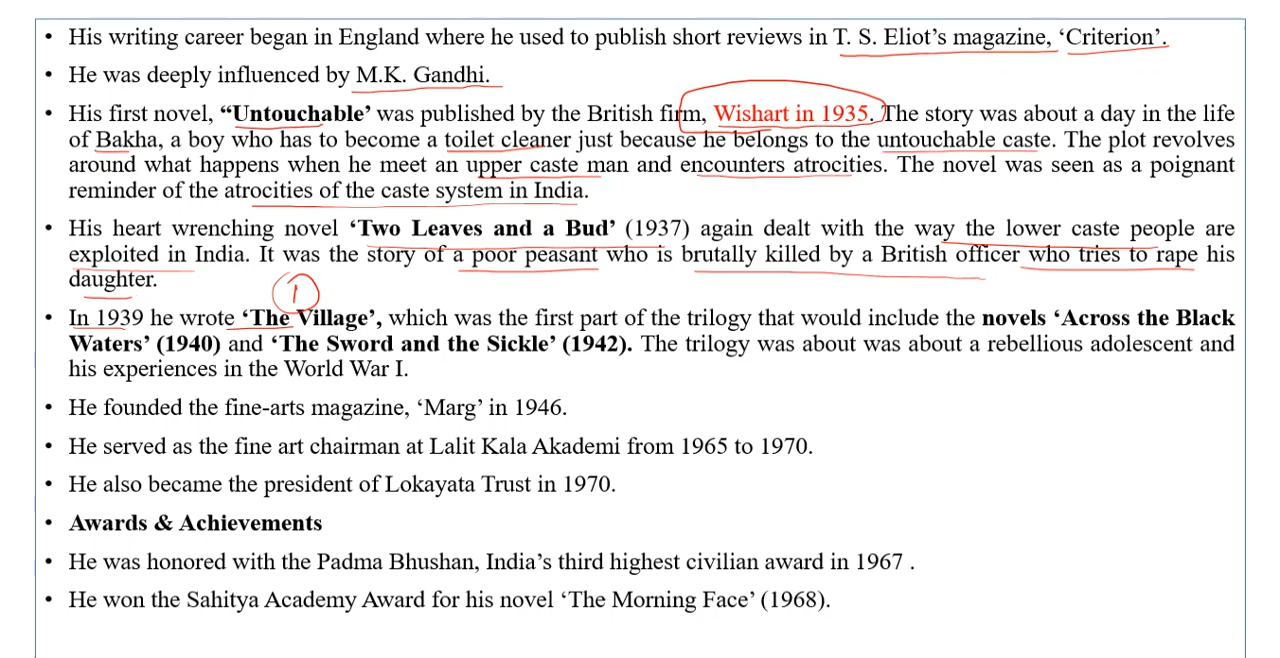 • His writing career began in England where he used to publish short reviews in T. S. Eliot’s magazine, ‘Criterion’.
• He was deeply influenced by M.K. Gandhi.
• His first novel, “Untouchable’ was published by the British firm, Wishart in 1935. The story was about a day in the life
of Bakha, a boy who has to become a toilet cleaner just because he belongs to the untouchable caste. The plot revolves
around what happens when he meet an upper caste man and encounters atrocities. The novel was seen as a poignant
reminder of the atrocities of the caste system in India.
• His heart wrenching novel ‘Two Leaves and a Bud’ (1937) again dealt with the way the lower caste people are
exploited in India. It was the story of a poor peasant who is brutally killed by a British officer who tries to rape his
daughter.
1
• In 1939 he wrote ‘The Village’, which was the first part of the trilogy that would include the novels ‘Across the Black
Waters’ (1940) and ‘The Sword and the Sickle’ (1942). The trilogy was about was about a rebellious adolescent and
his experiences in the World War I.
• He founded the fine-arts magazine, ‘Marg’ in 1946.
• He served as the fine art chairman at Lalit Kala Akademi from 1965 to 1970.
• He also became the president of Lokayata Trust in 1970.
• Awards & Achievements
• He was honored with the Padma Bhushan, India’s third highest civilian award in 1967 .
• He won the Sahitya Academy Award for his novel ‘The Morning Face’ (1968).